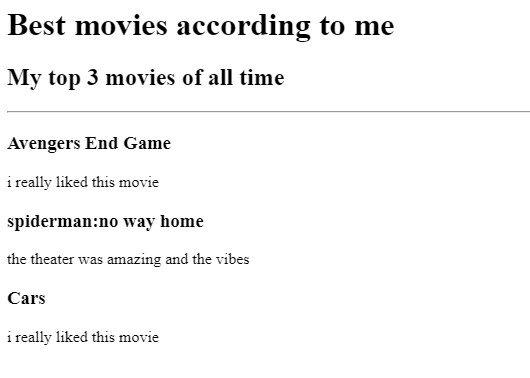 Best movies according to me
My top 3 movies of all time
Avengers End Game
i really liked this movie
spiderman:no way home
the theater was amazing and the vibes
Cars
i really liked this movie